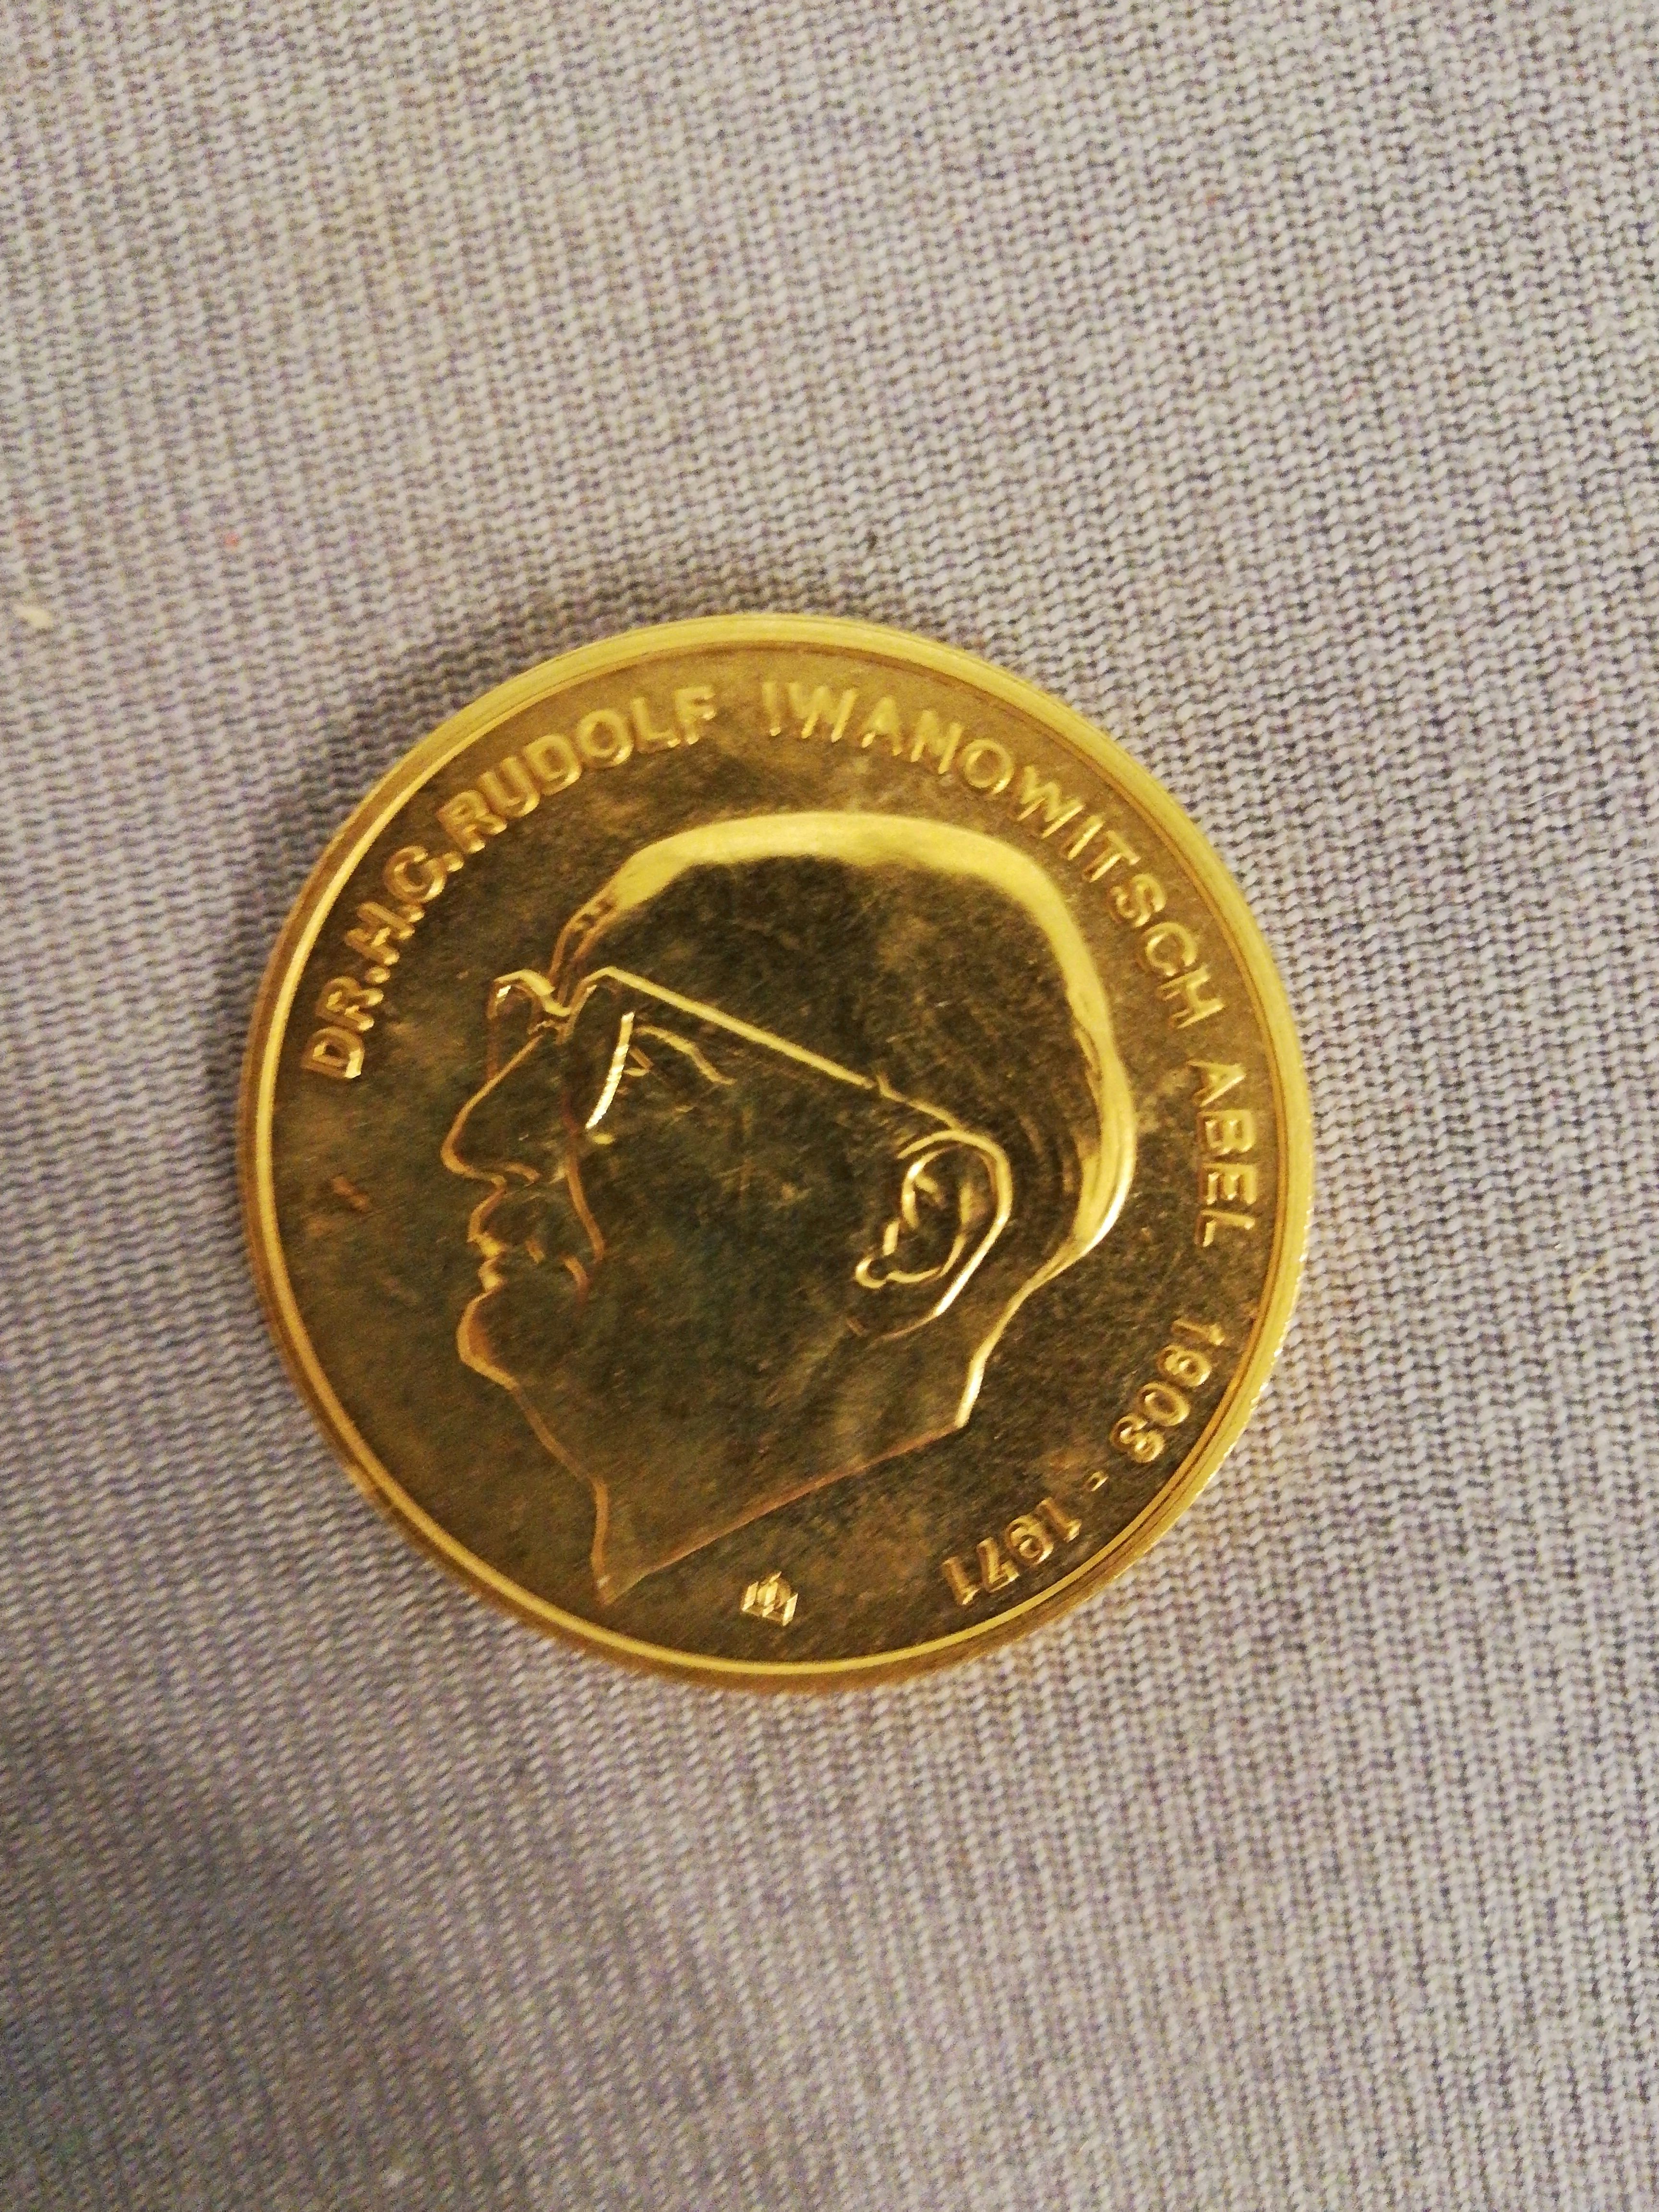 DR.H.C.RUDOLF IWANOWITSCH ABEL 1903 - 1971